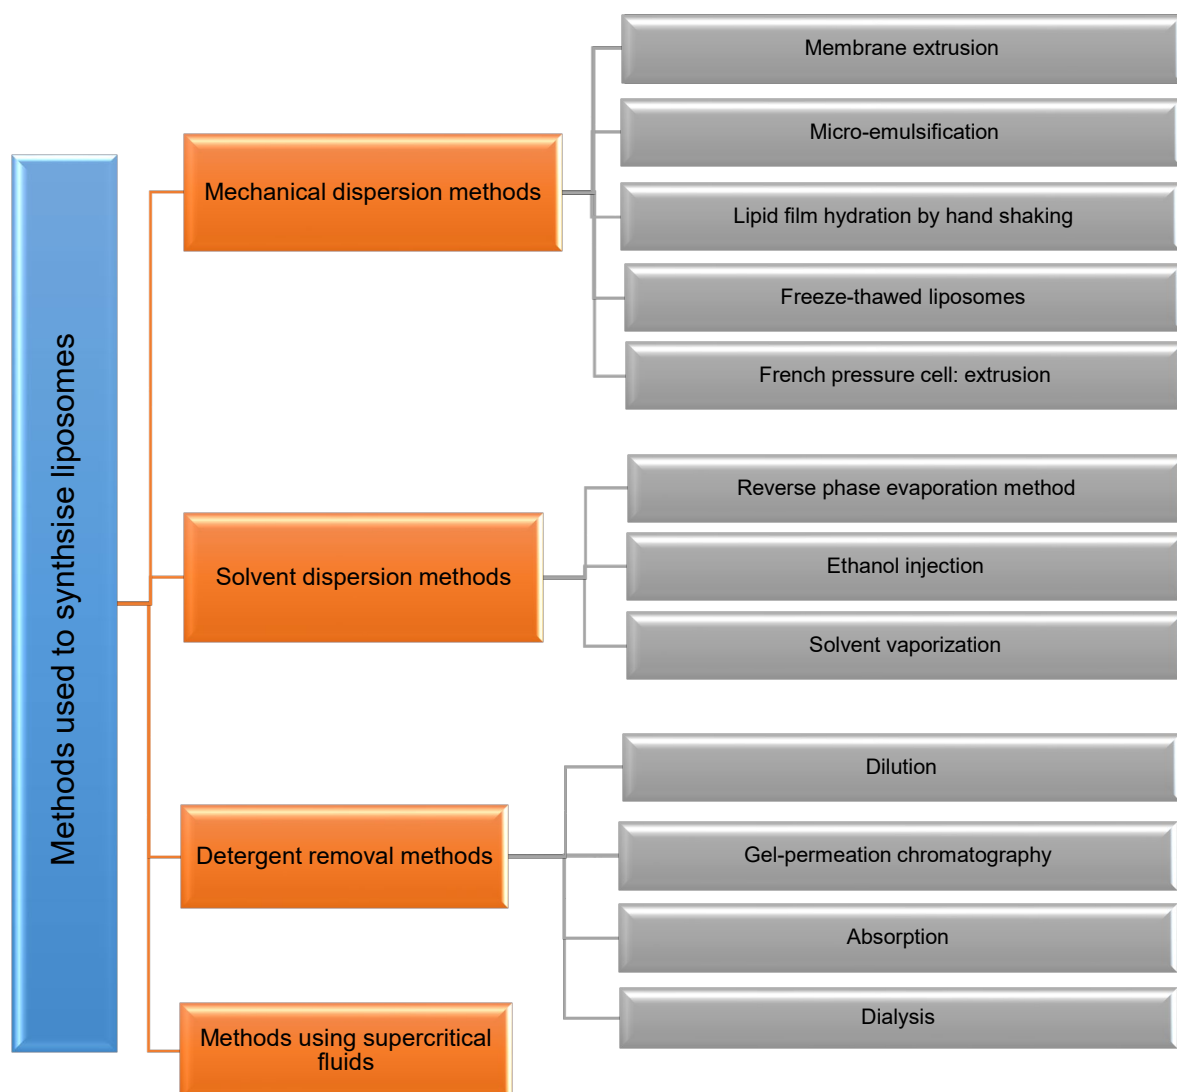 Methods used to synthsise liposomes
Mechanical dispersion methods
Membrane extrusion
Micro-emulsification
Lipid film hydration by hand shaking
Freeze-thawed liposomes
French pressure cell: extrusion
Solvent dispersion methods
Reverse phase evaporation method
Ethanol injection
Solvent vaporization
Detergent removal methods
Dilution
Gel-permeation chromatography
Absorption
Dialysis
Methods using supercritical
fluids